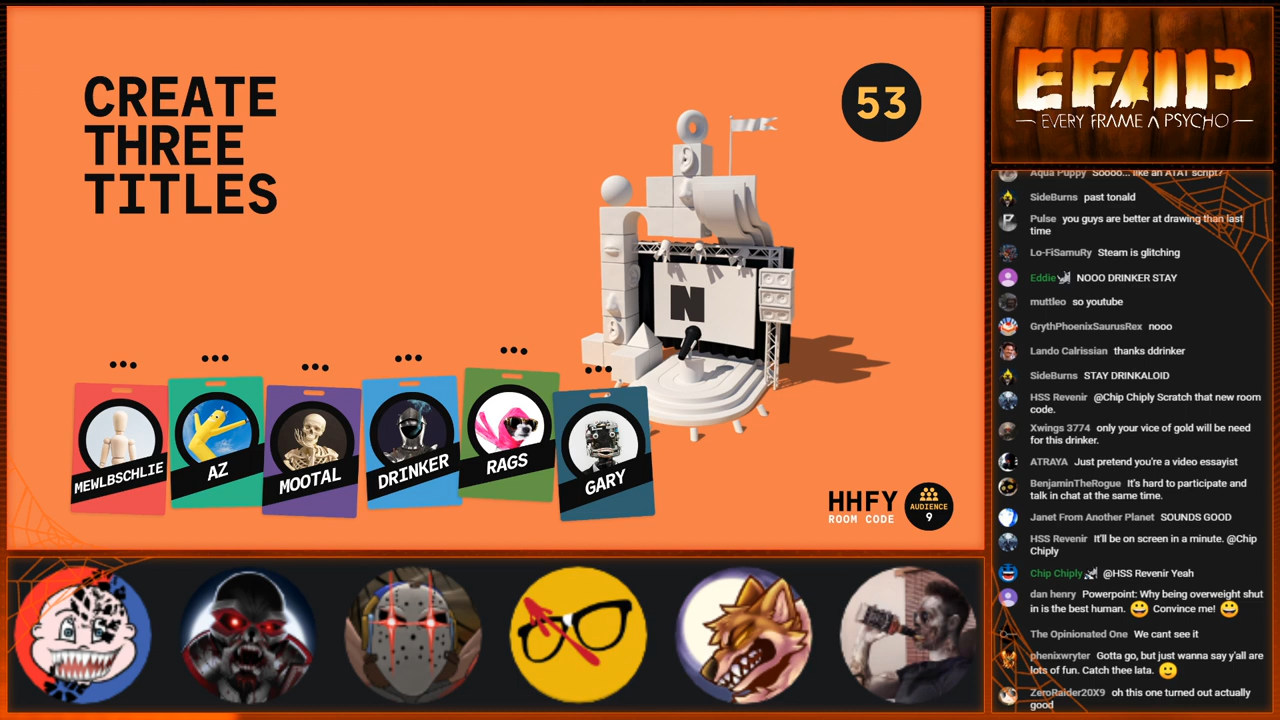 CREATE
THREE
TITLES
53
N
MEWLBSCHLIE
AZ
MOOTAL
DRINKER
RAGS
GARY
HHFY
ROOM CODE
AUDIENCE
9
EFAIP
EVERY FRAME A PSYCHO
Aqua Puppy Soooo... like an ATAT script?
SideBurns past tonald
Pulse you guys are better at drawing than last
time
Lo-FiSamuRy Steam is glitching
Eddie NOOO DRINKER STAY
muttleo so youtube
GrythPhoenixSaurusRex nooo
Lando Calrissian thanks ddrinker
SideBurns STAY DRINKALOID
HSS Revenir @Chip Chiply Scratch that new room
code.
Xwings 3774 only your vice of gold will be need
for this drinker.
ATRAYA Just pretend you're a video essayist
BenjaminTheRogue It's hard to participate and
talk in chat at the same time.
Janet From Another Planet SOUNDS GOOD
HSS Revenir It'll be on screen in a minute. @Chip
Chiply
Chip Chiply @HSS Revenir Yeah
dan henry Powerpoint: Why being overweight shut
in is the best human. 😀 Convince me! 😀
The Opinionated One We cant see it
phenixwryter Gotta go, but just wanna say y'all are
lots of fun. Catch thee lata. 🙂
ZeroRaider20X9 oh this one turned out actually
good